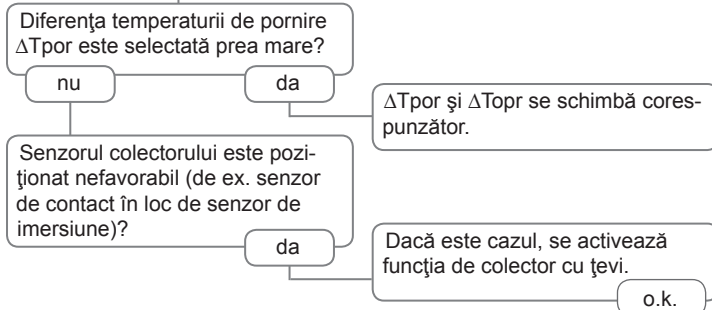 Diferenţa temperaturii de pornire
∆Tpor este selectată prea mare?
nu
da
∆Tpor şi ∆Topr se schimbă cores-
punzător.
Senzorul colectorului este pozi-
ţionat nefavorabil (de ex. senzor
de contact în loc de senzor de
imersiune)?
da
Dacă este cazul, se activează
funcţia de colector cu ţevi.
o.k.